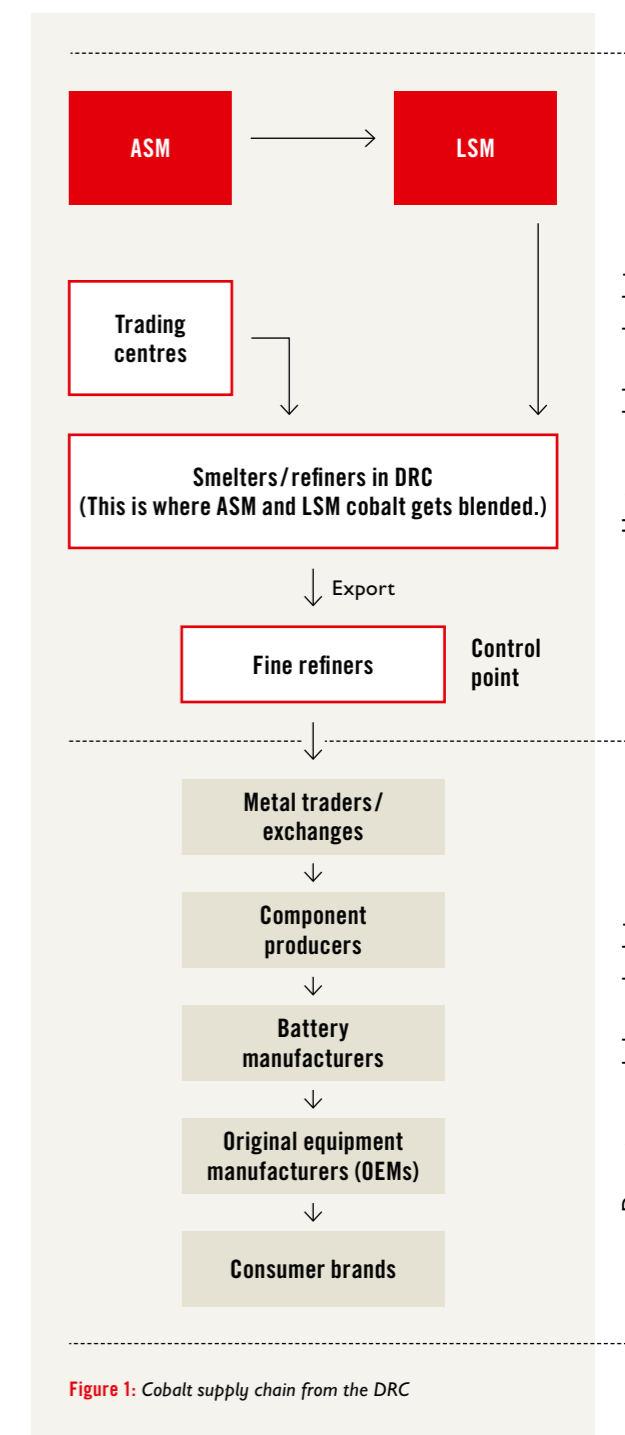 ASM
LSM
Trading
centres
Smelters/refiners in DRC
(This is where ASM and LSM cobalt gets blended.)
Export
Fine refiners
Control
point
Metal traders/
exchanges
Component
producers
Battery
manufacturers
Original equipment
manufacturers (OEMs)
Consumer brands
Figure 1: Cobalt supply chain from the DRC